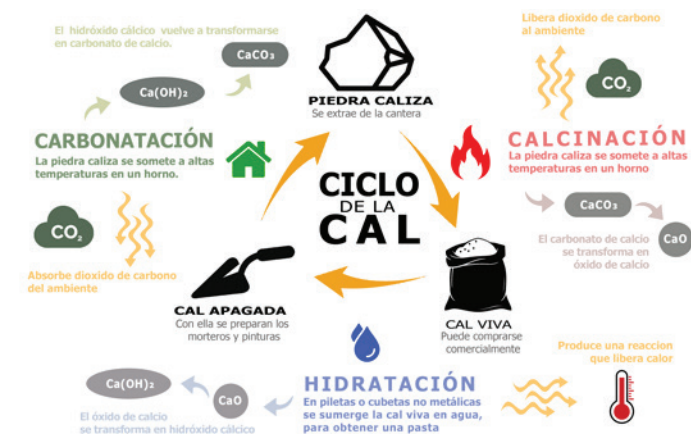 El hidróxido cálcico vuelve a transformarse
en carbonato de calcio.
CaCO₃
Ca(OH)₂
CARBONATACIÓN
La piedra caliza se somete a altas
temperaturas en un horno.
CO₂
Absorbe dioxido de carbono
del ambiente
PIEDRA CALIZA
Se extrae de la cantera
Libera dioxido de carbono
al ambiente
CO₂
CALCINACIÓN
La piedra caliza se somete a altas
temperaturas en un horno
CaCO₃
CaO
El carbonato de calcio
se transforma en
óxido de calcio
CICLO
DE LA
CAL
CAL APAGADA
Con ella se preparan los
morteros y pinturas
CAL VIVA
Puede comprarse
comercialmente
Produce una reaccion
que libera calor
HIDRATACIÓN
En piletas o cubetas no metálicas
se sumerge la cal viva en agua,
para obtener una pasta
Ca(OH)₂
CaO
El óxido de calcio
se transforma en hidróxido cálcico